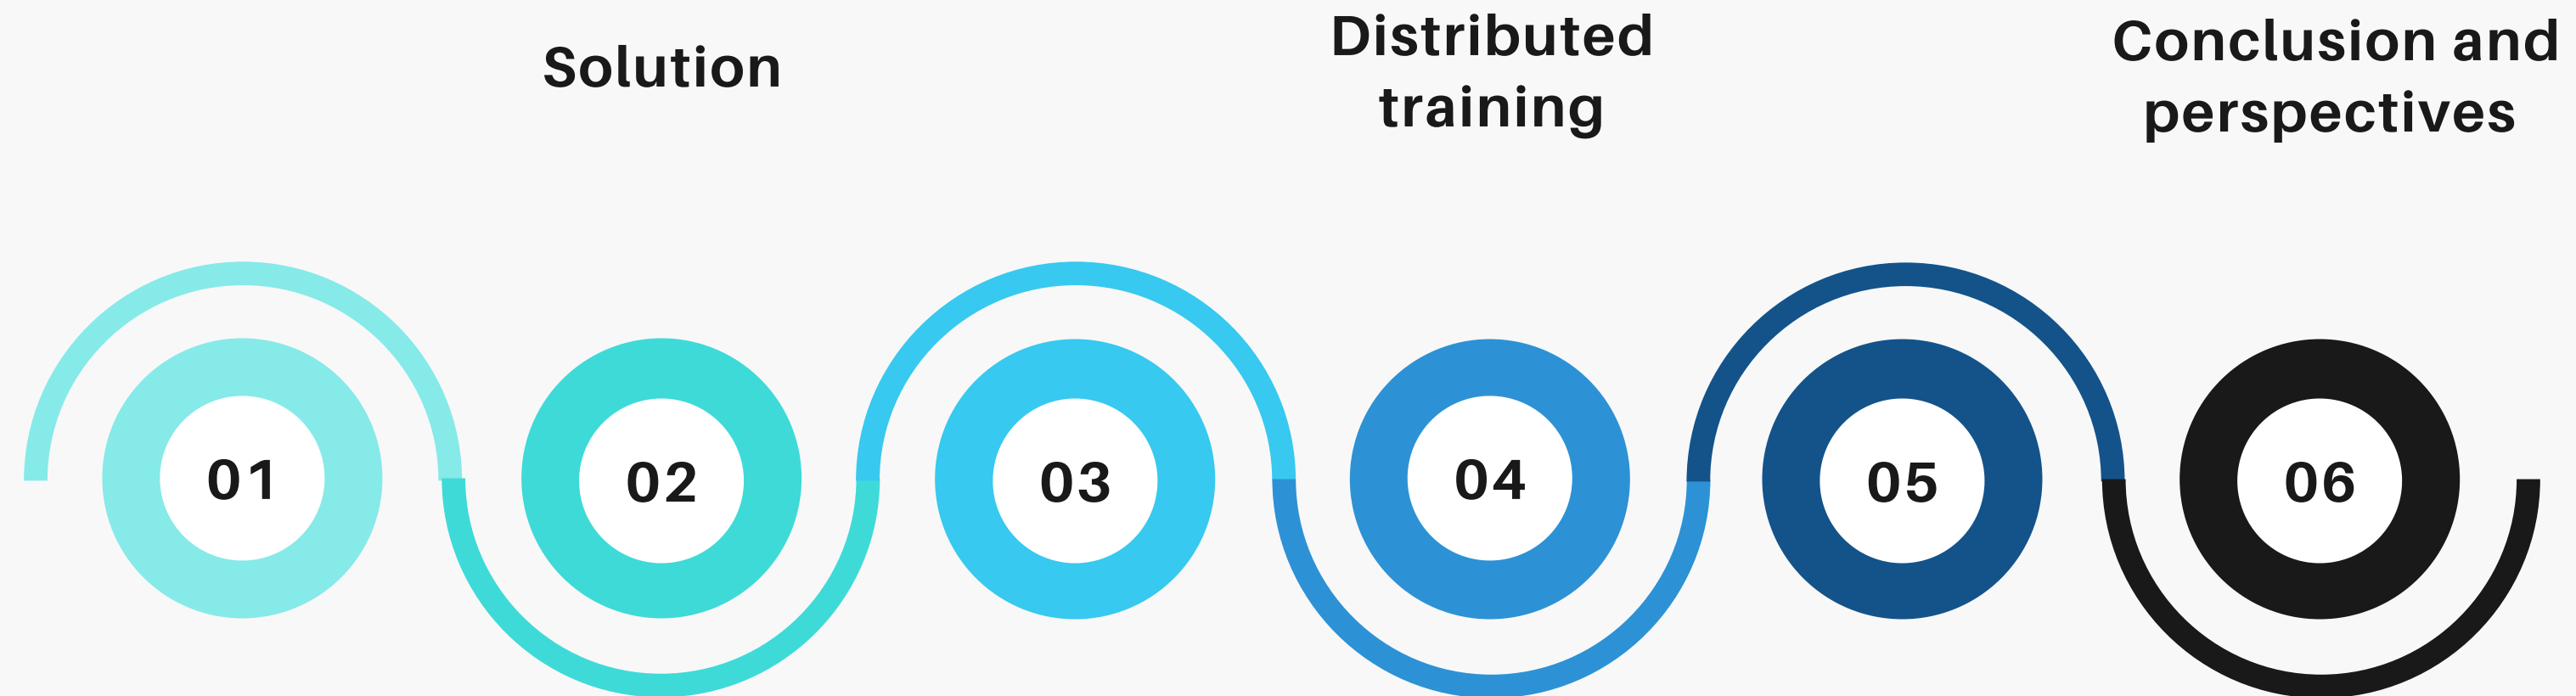 Solution
Distributed
training
Conclusion and
perspectives
01
02
03
04
05
06